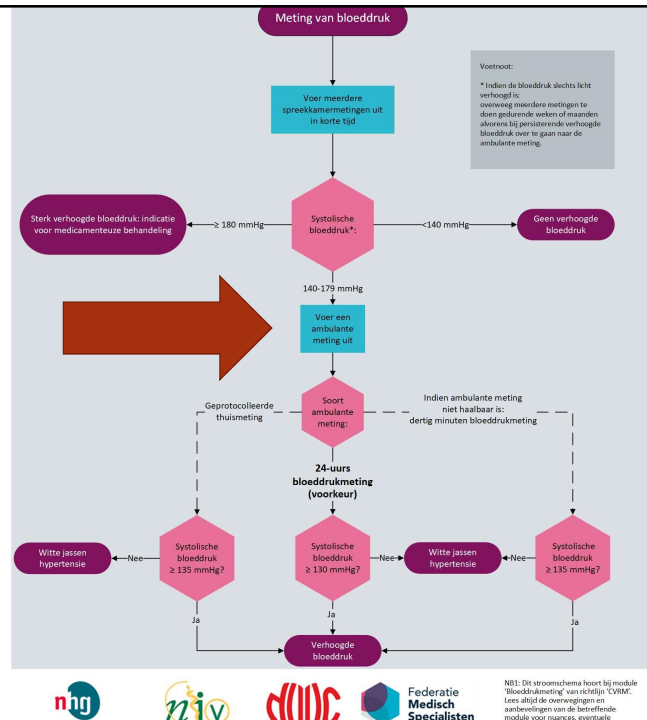 Meting van bloeddruk
Voetnoot:
* Indien de bloeddruk slechts licht
verhoogd is:
overweeg meerdere metingen te
doen gedurende weken of maanden
alvorens bij persisterende verhoogde
bloeddruk over te gaan naar de
ambulante meting.
Voer meerdere
spreekkamermetingen uit
in korte tijd
Sterk verhoogde bloeddruk: indicatie
voor medicamenteuze behandeling
≥ 180 mmHg
Systolische
bloeddruk*:
<140 mmHg
Geen verhoogde
bloeddruk
140-179 mmHg
Voer een
ambulante
meting uit
Geprotocolleerde
thuismeting
Soort
ambulante
meting:
Indien ambulante meting
niet haalbaar is:
dertig minuten bloeddrukmeting
24-uurs
bloeddrukmeting
(voorkeur)
Witte jassen
hypertensie
Nee
Systolische
bloeddruk
≥ 135 mmHg?
Systolische
bloeddruk
≥ 130 mmHg?
Nee
Witte jassen
hypertensie
Nee
Systolische
bloeddruk
≥ 135 mmHg?
Ja
Ja
Ja
Verhoogde
bloeddruk
nhg
niv
Federatie
Medisch
Specialisten
NB1: Dit stroomschema hoort bij module
'Bloeddrukmeting' van richtlijn 'CVRM'.
Lees altijd de overwegingen en
aanbevelingen van de betreffende
module voor nuances, eventuele